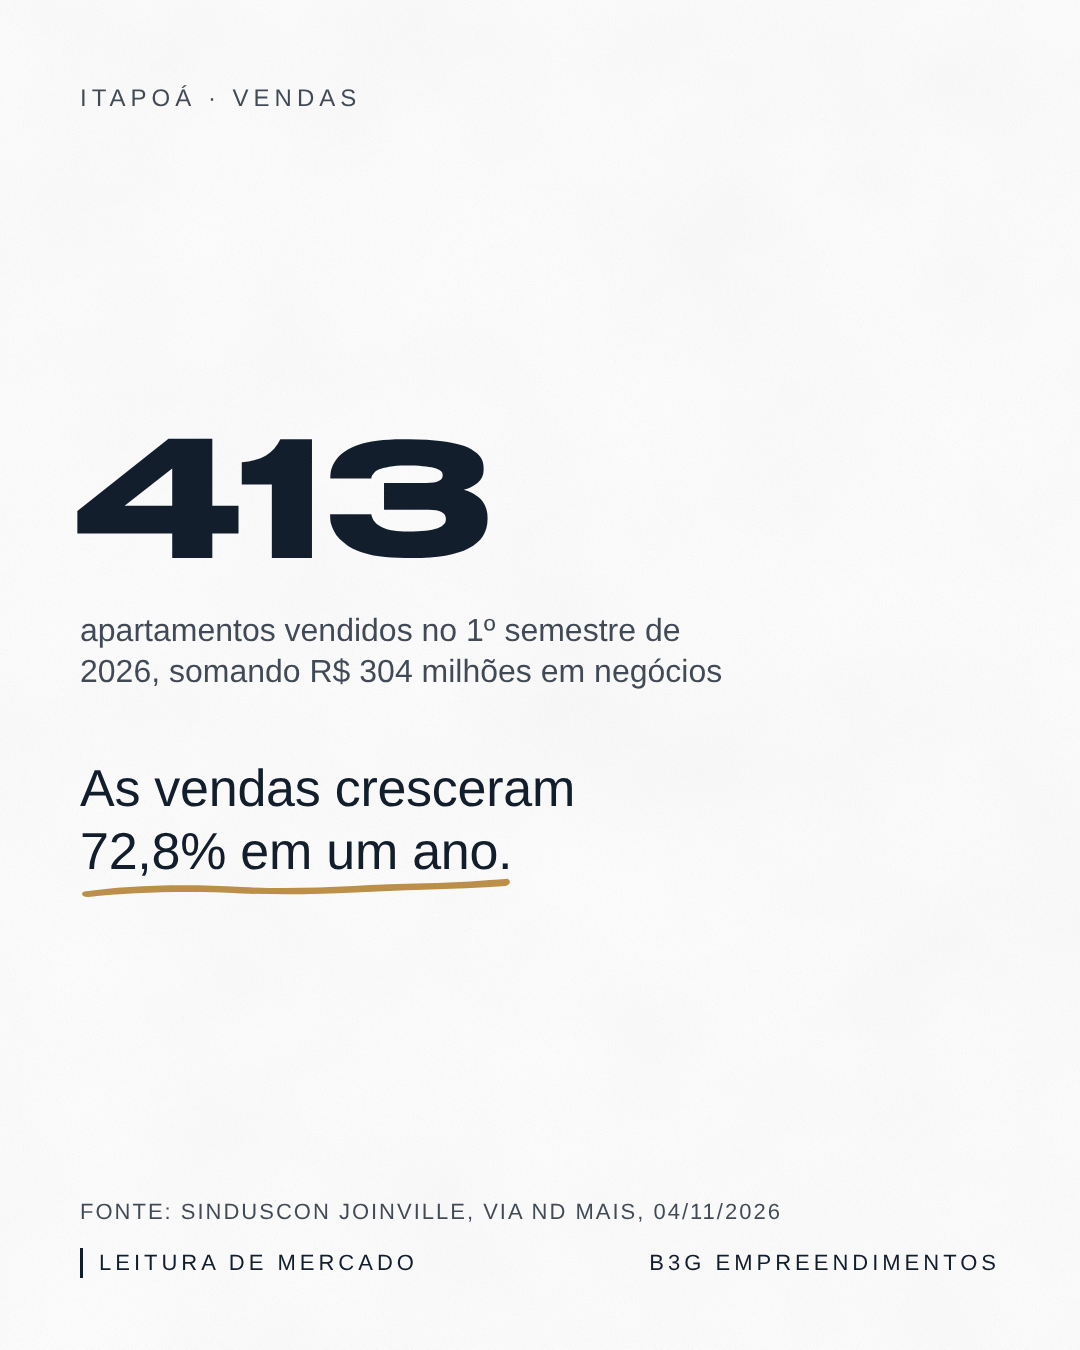 ITAPOÁ · VENDAS
413
apartamentos vendidos no 1º semestre de
2026, somando R$ 304 milhões em negócios
As vendas cresceram
72,8% em um ano.
FONTE: SINDUSCON JOINVILLE, VIA ND MAIS, 04/11/2026
LEITURA DE MERCADO
B3G EMPREENDIMENTOS